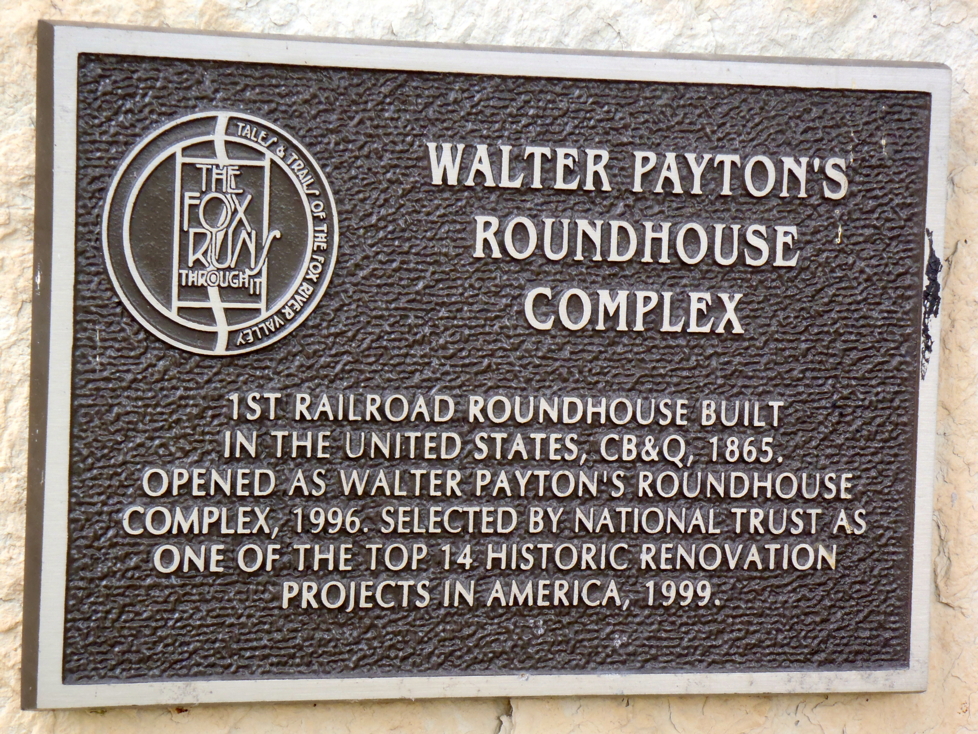 TALES & TRAILS OF THE FOX RIVER VALLEY
THE
FOX
RUNS
THROUGH IT
WALTER PAYTON'S
ROUNDHOUSE
COMPLEX
1ST RAILROAD ROUNDHOUSE BUILT
IN THE UNITED STATES, CB&Q, 1865.
OPENED AS WALTER PAYTON'S ROUNDHOUSE
COMPLEX, 1996. SELECTED BY NATIONAL TRUST AS
ONE OF THE TOP 14 HISTORIC RENOVATION
PROJECTS IN AMERICA, 1999.